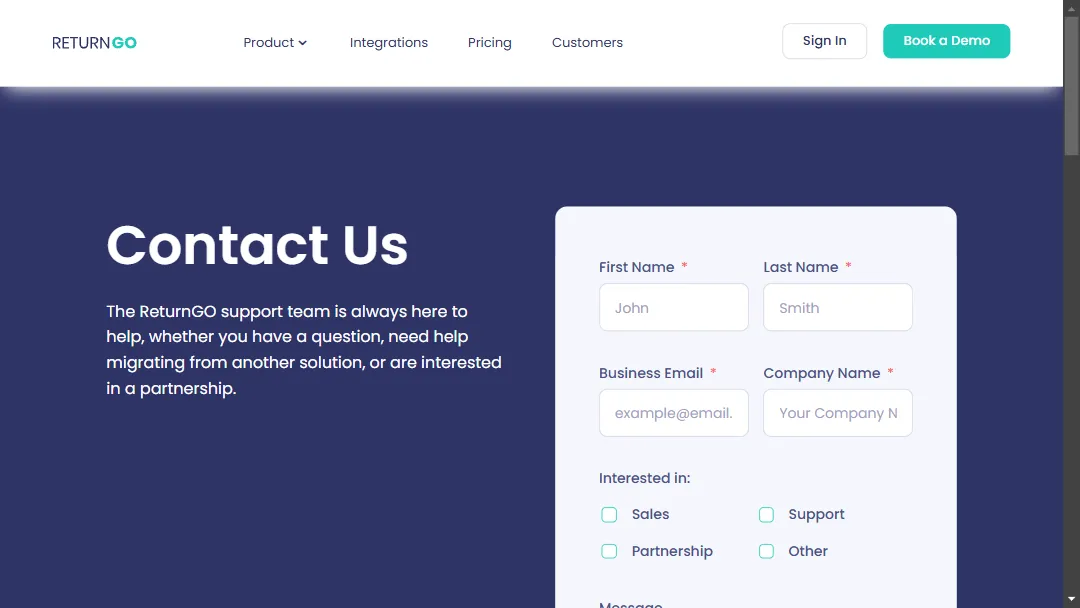 RETURNGO
Product
Integrations
Pricing
Customers
Sign In
Book a Demo
Contact Us
The ReturnGO support team is always here to
help, whether you have a question, need help
migrating from another solution, or are interested
in a partnership.
First Name *
Last Name *
John
Smith
Business Email *
Company Name *
example@email.
Your Company N
Interested in:
Sales
Support
Partnership
Other
Message